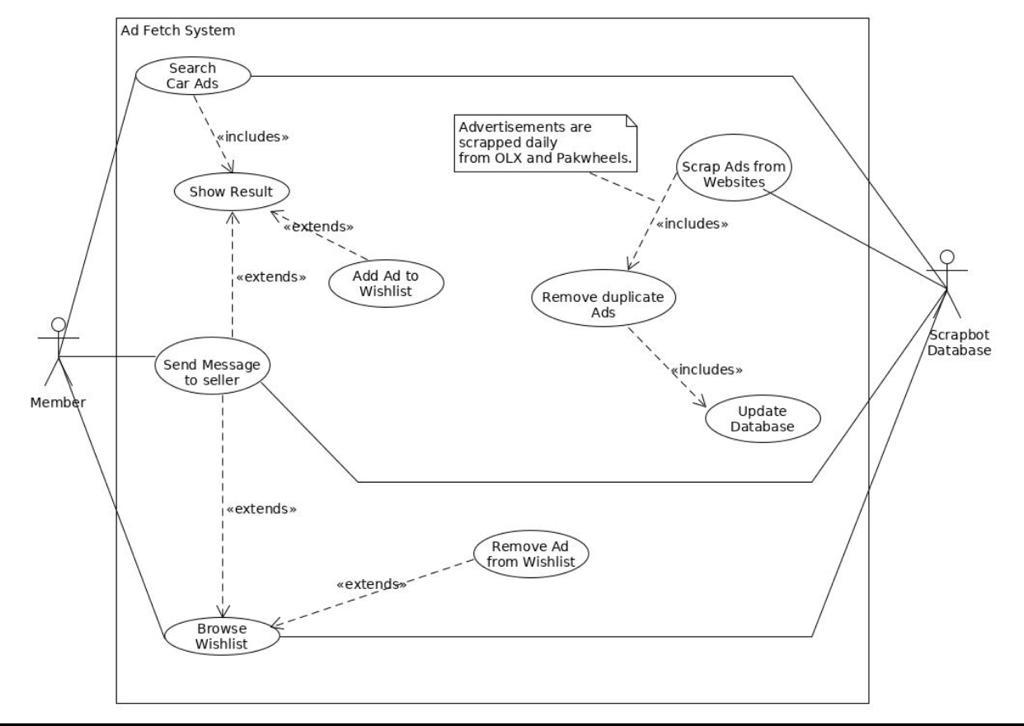 Ad Fetch System
Search
Car Ads
«includes»
Advertisements are
scrapped daily
from OLX and Pakwheels.
Scrap Ads from
Websites
Show Result
«extends»
«includes»
«extends»
Add Ad to
Wishlist
Remove duplicate
Ads
Scrapbot
Database
Member
Send Message
to seller
«includes»
Update
Database
«extends»
Remove Ad
from Wishlist
«extends»
Browse
Wishlist